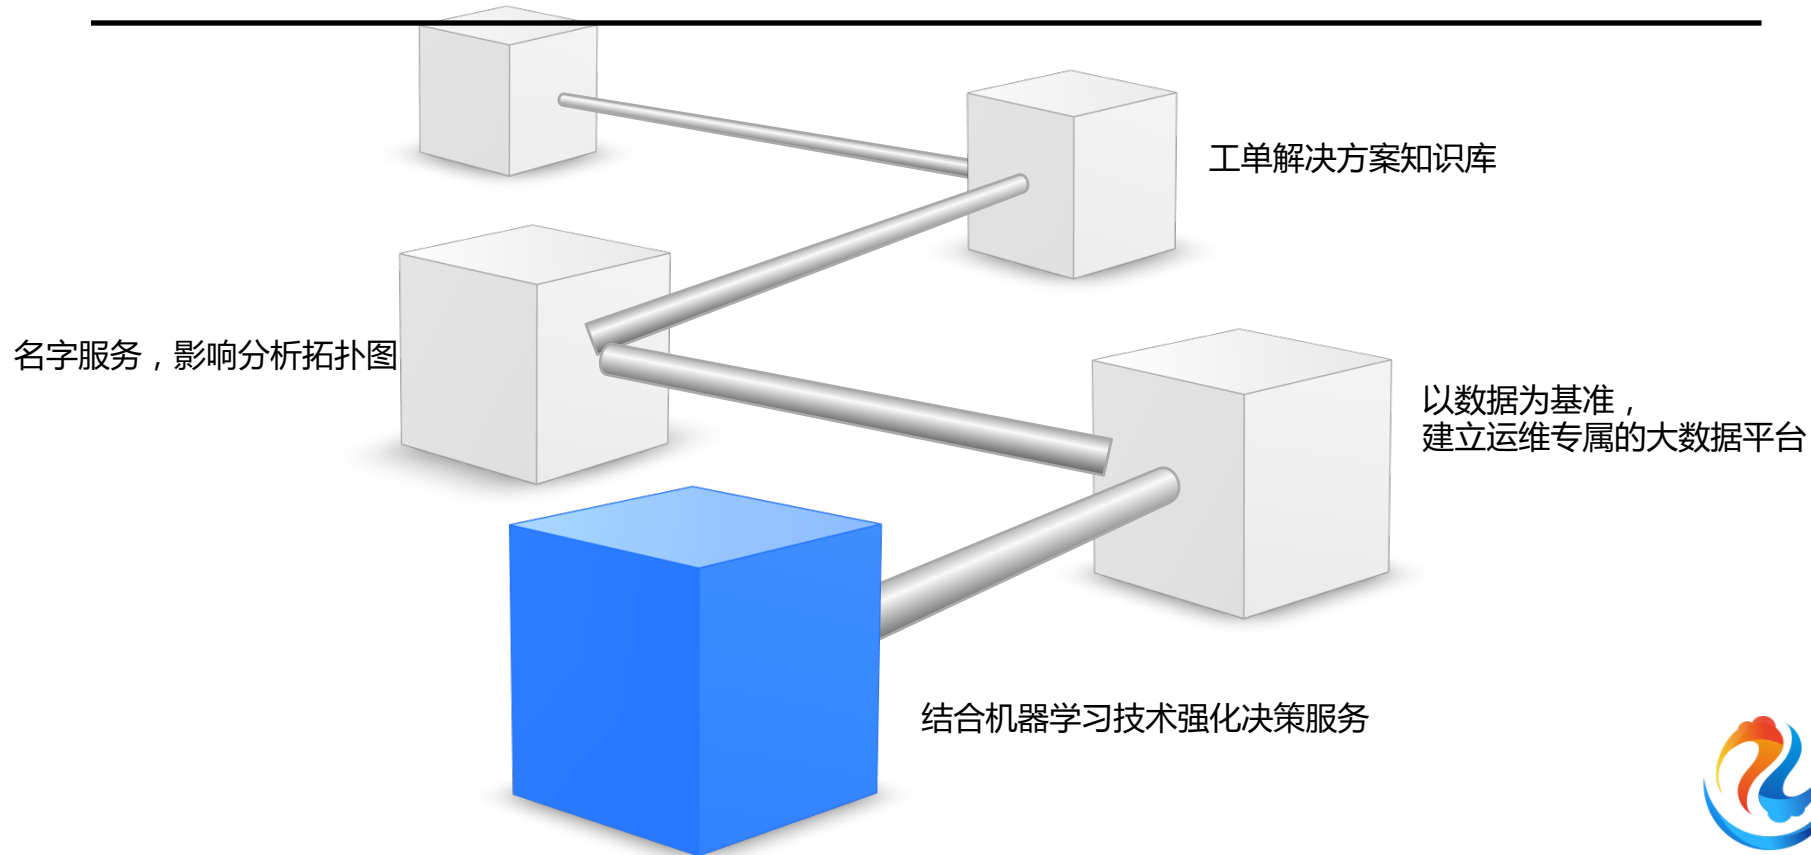 工单解决方案知识库
名字服务，影响分析拓扑图
以数据为基准，
建立运维专属的大数据平台
结合机器学习技术强化决策服务